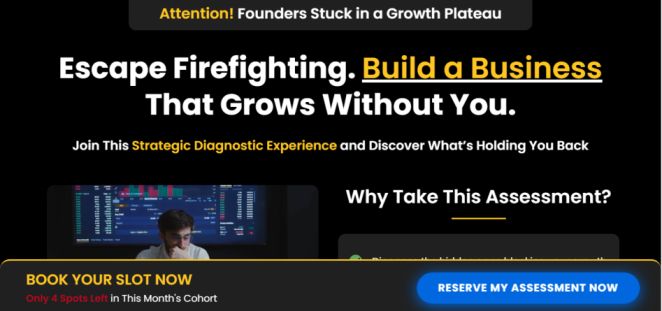 Attention! Founders Stuck in a Growth Plateau
Escape Firefighting. Build a Business
That Grows Without You.
Join This Strategic Diagnostic Experience and Discover What's Holding You Back
Why Take This Assessment?
BOOK YOUR SLOT NOW
Only 4 Spots Left in This Month's Cohort
RESERVE MY ASSESSMENT NOW